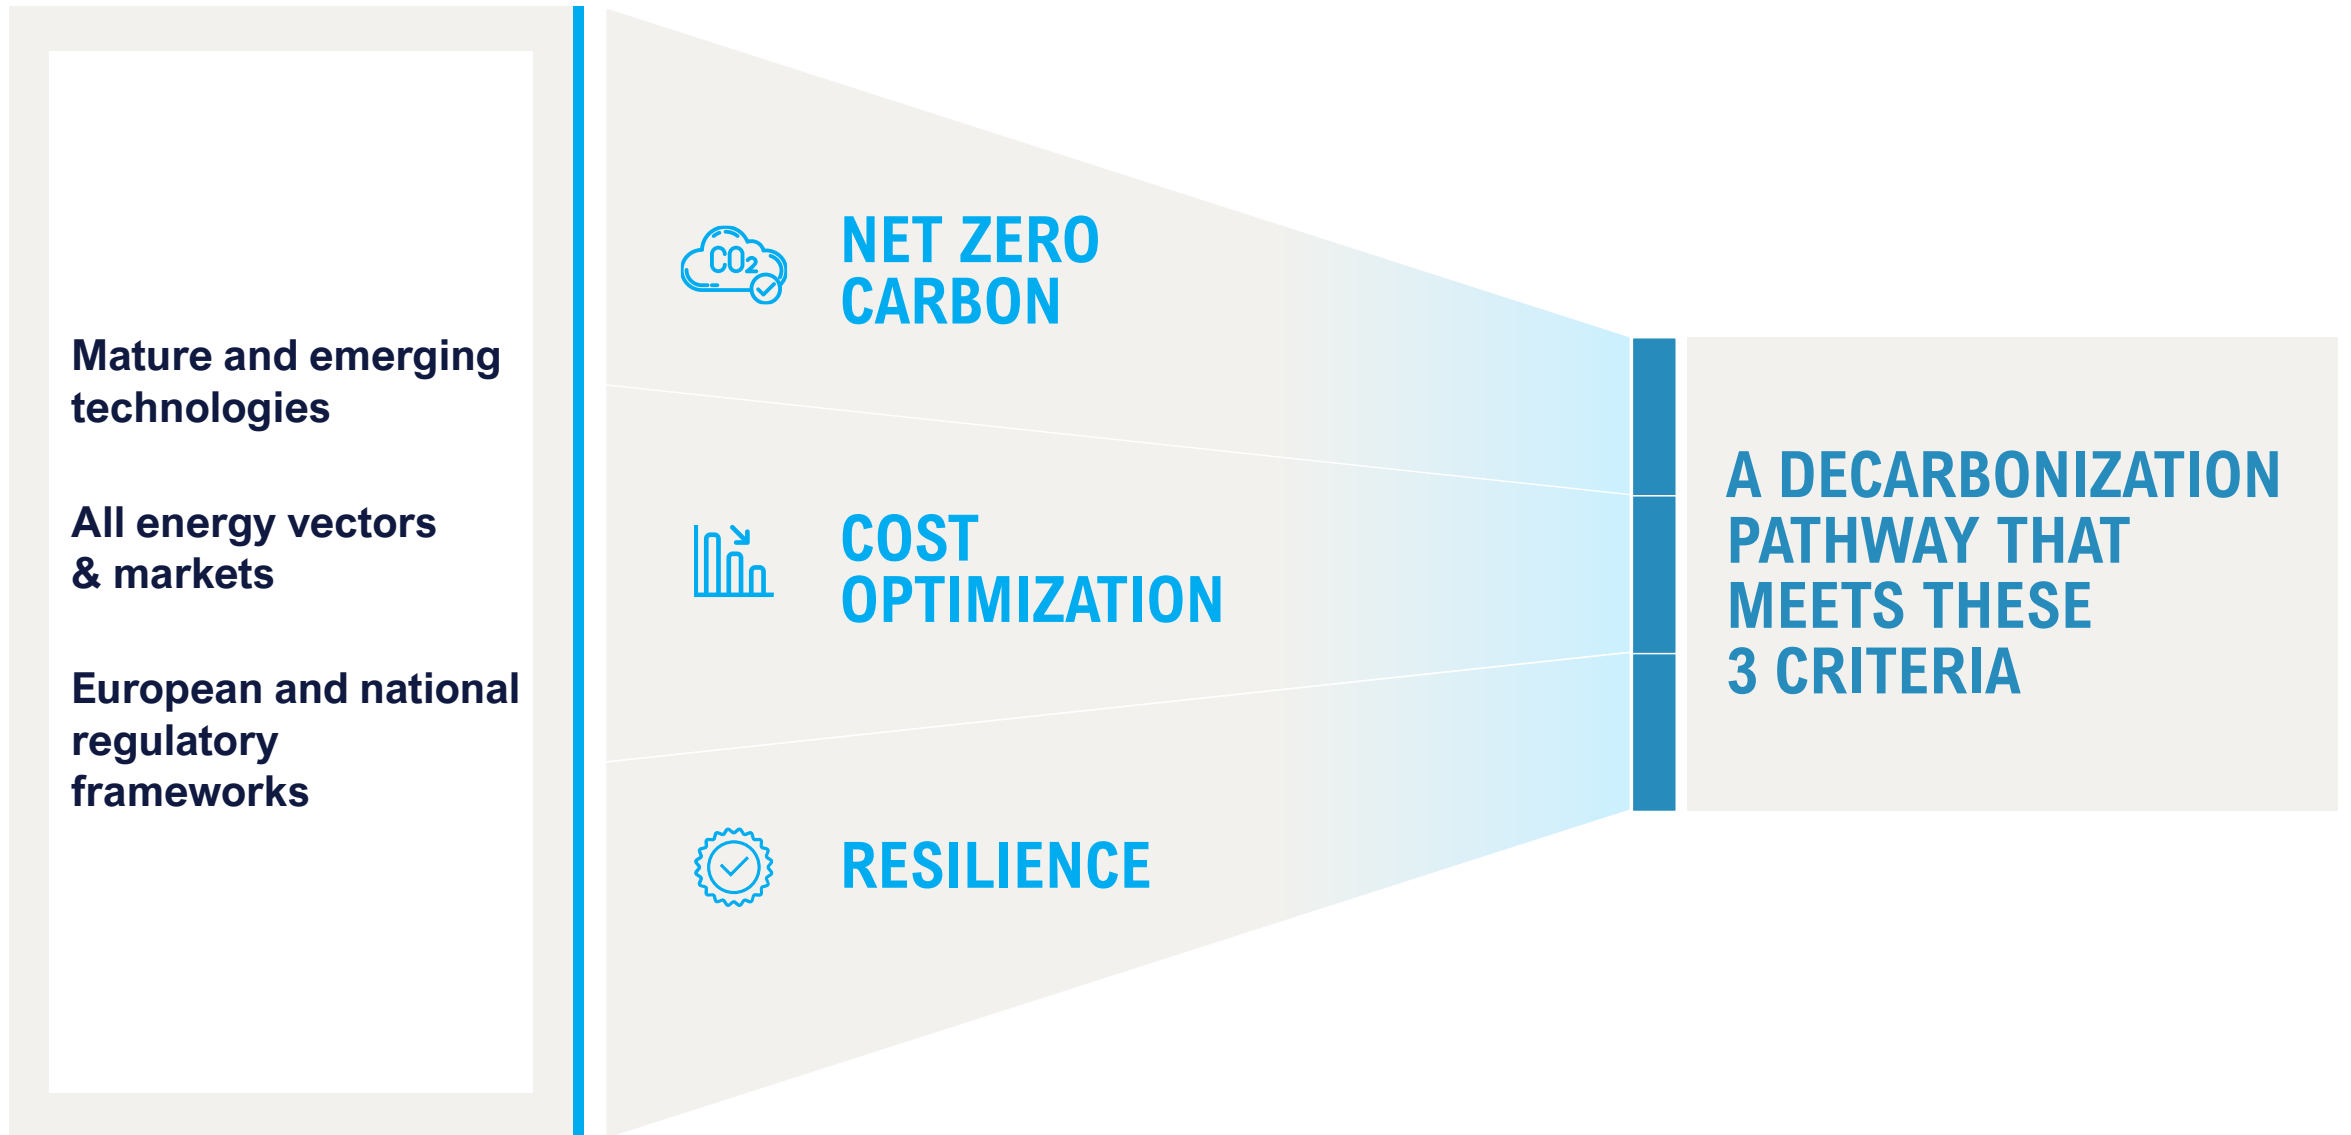 Mature and emerging
technologies
All energy vectors
& markets
European and national
regulatory
frameworks
CO2
NET ZERO
CARBON
COST
OPTIMIZATION
RESILIENCE
A DECARBONIZATION
PATHWAY THAT
MEETS THESE
3 CRITERIA